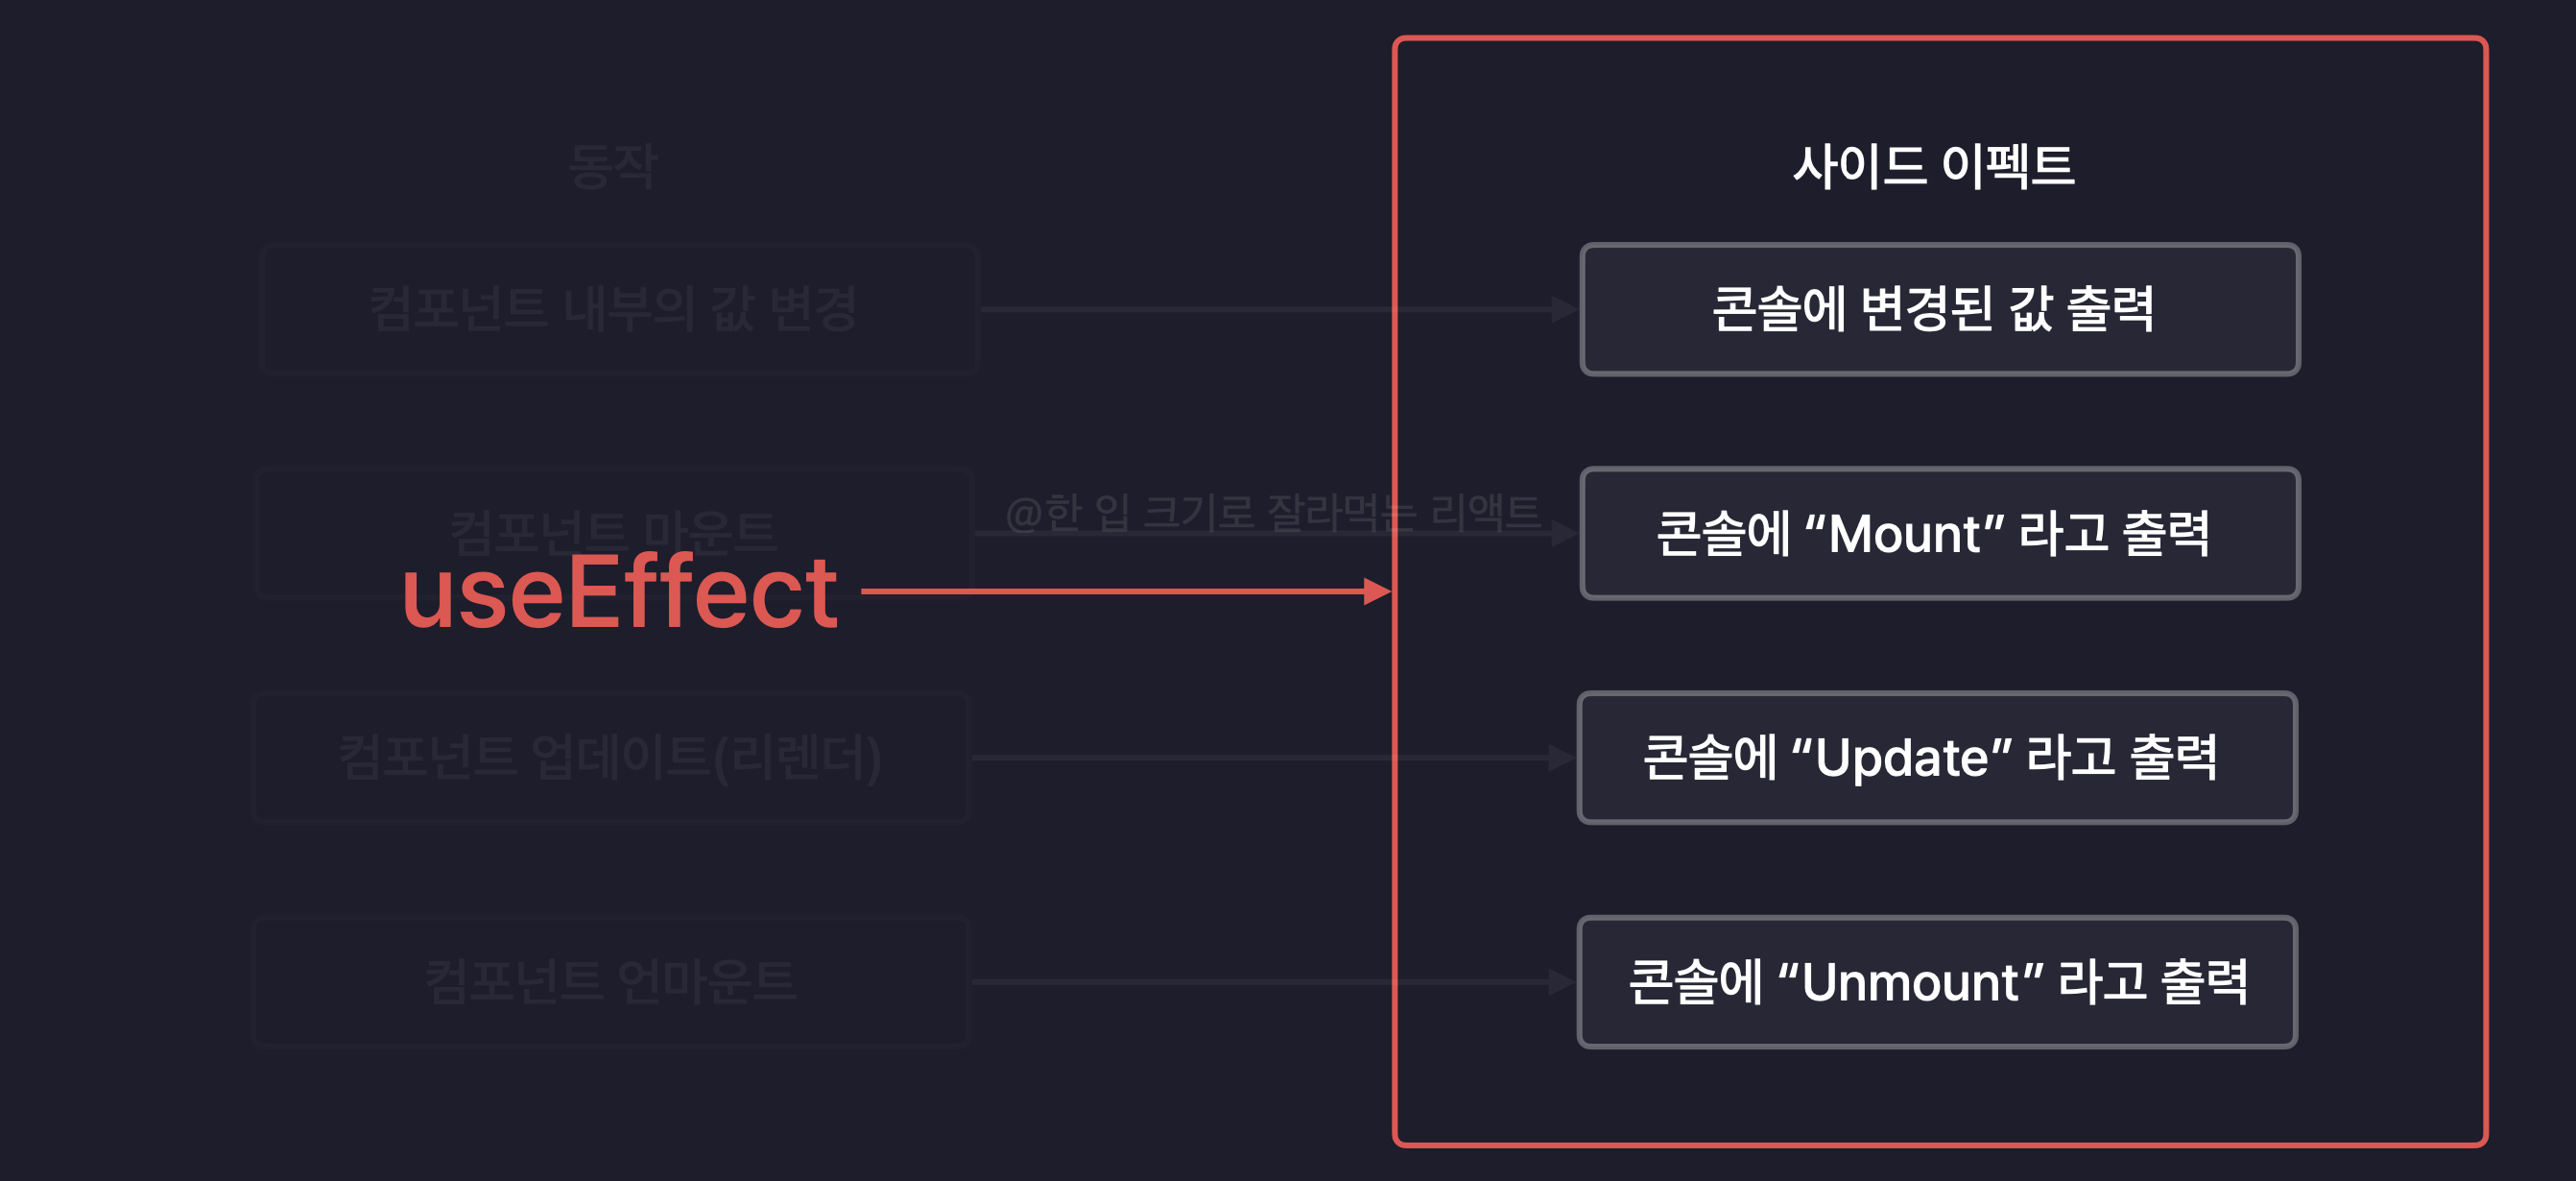 동작
사이드 이펙트
컴포넌트 내부의 값 변경
콘솔에 변경된 값 출력
@한 입 크기로 잘라먹는 리액트
컴포넌트 마운트
콘솔에 “Mount” 라고 출력
useEffect
컴포넌트 업데이트(리렌더)
콘솔에 “Update” 라고 출력
컴포넌트 언마운트
콘솔에 “Unmount” 라고 출력